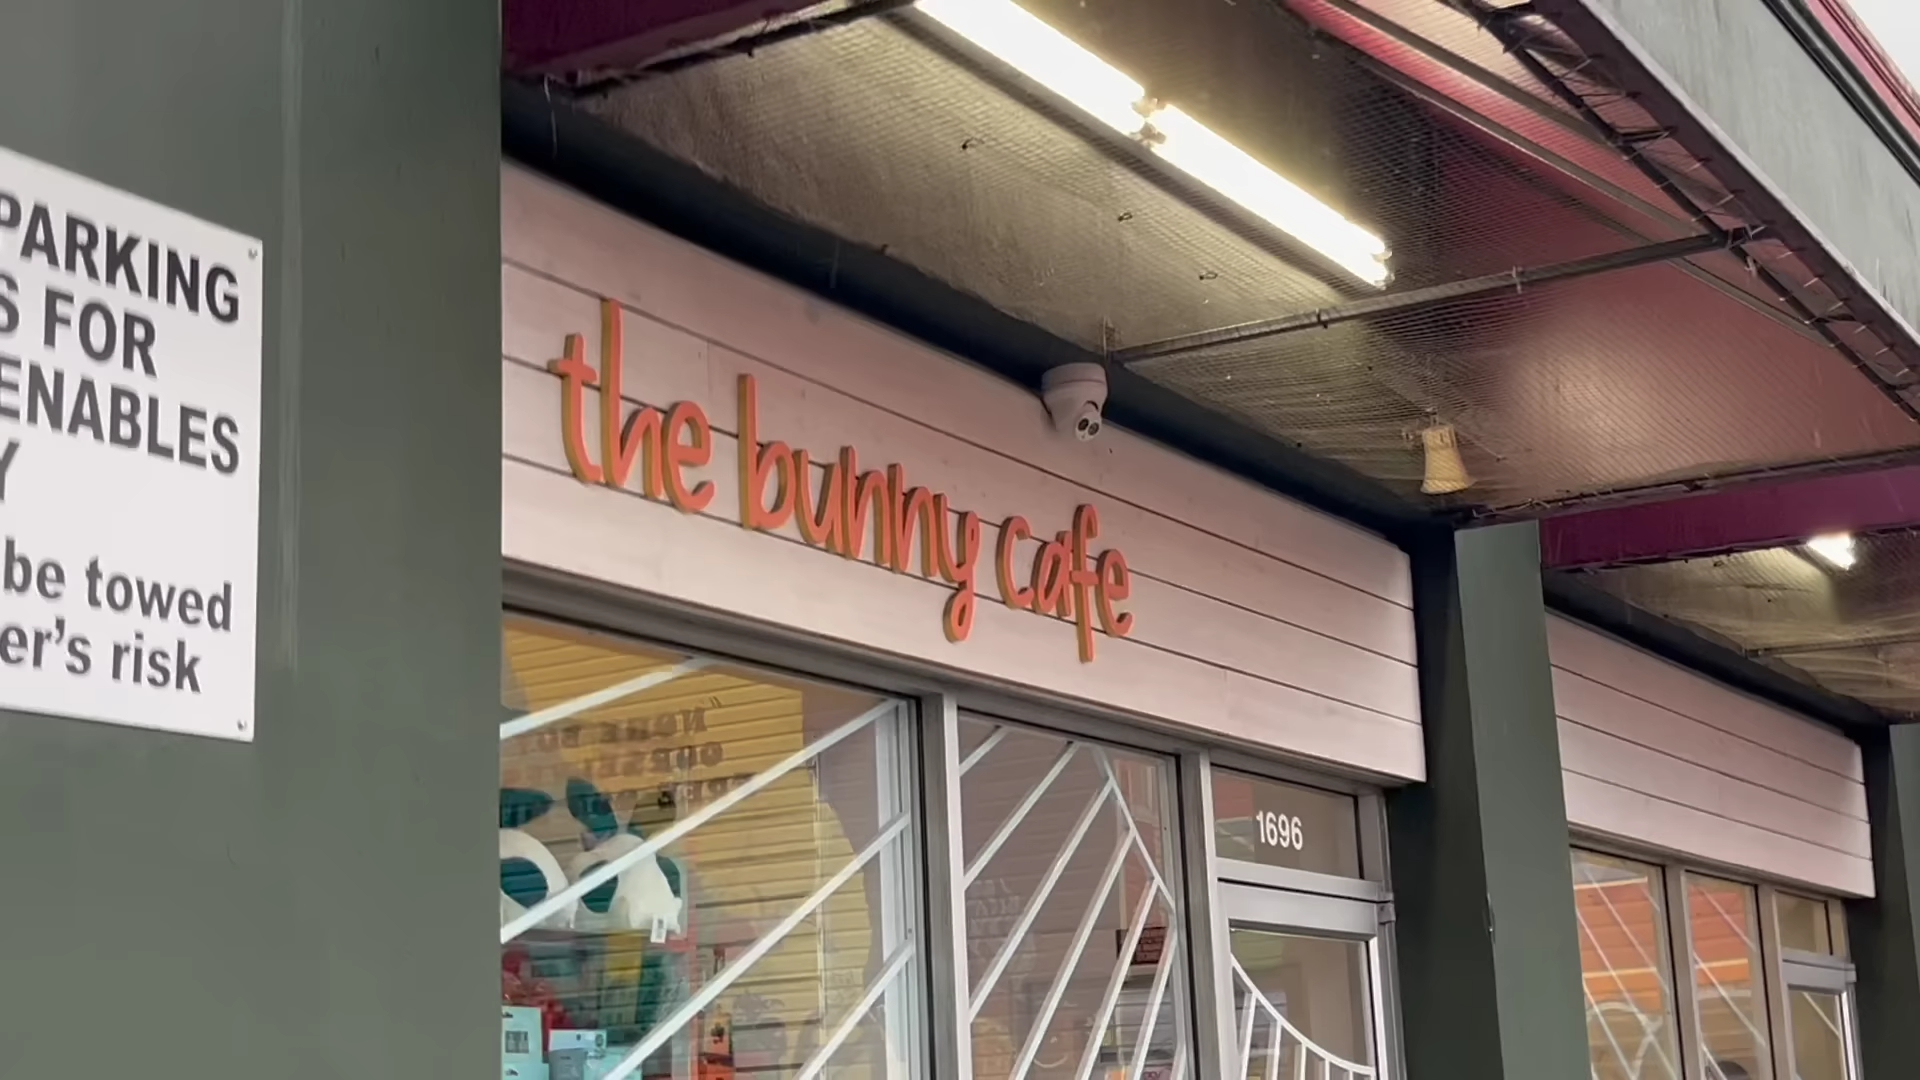 PARKING
S FOR
ENABLES
Y
be towed
er's risk
the bunny cafe
1696